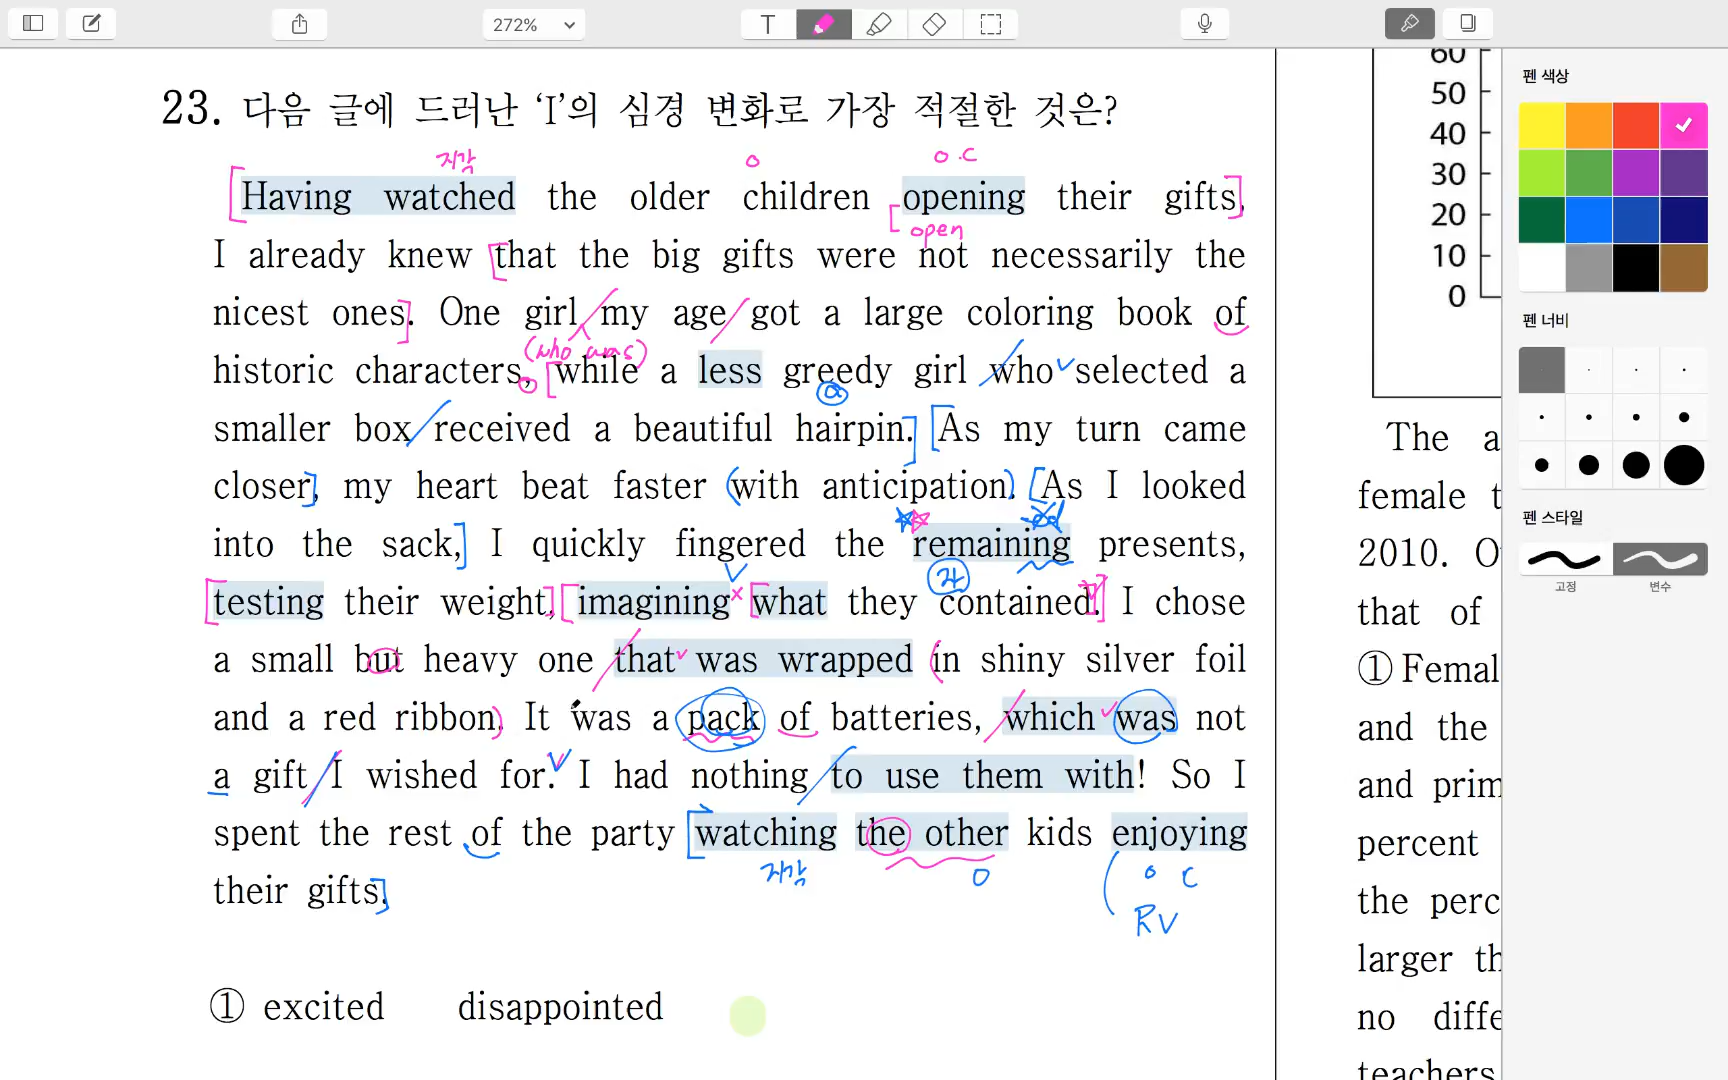 272%
T
23. 다음 글에 드러난 ‘I’의 심경 변화로 가장 적절한 것은?
지각 o o.c
[Having watched the older children opening their gifts],
[open
I already knew [that the big gifts were not necessarily the
nicest ones]. One girl/my age/got a large coloring book of
(who was)
historic characters, [while a less greedy girl/who selected a
smaller box/received a beautiful hairpin.] [As my turn came
closer], my heart beat faster (with anticipation). [As I looked
into the sack,] I quickly fingered the remaining presents,
[testing their weight,] [imagining [what they contained.] I chose
a small but heavy one/that was wrapped (in shiny silver foil
and a red ribbon). It was a pack of batteries, /which was not
a gift/I wished for. I had nothing/to use them with! So I
spent the rest of the party [watching the other kids enjoying
지각 o o c
their gifts.]
RV
① excited disappointed
60
50
40
30
20
10
0
The a
female t
2010. O
that of
① Femal
and the
and prim
percent
the perc
larger th
no diffe
teachers
펜 색상
펜 너비
펜 스타일
고정 변수